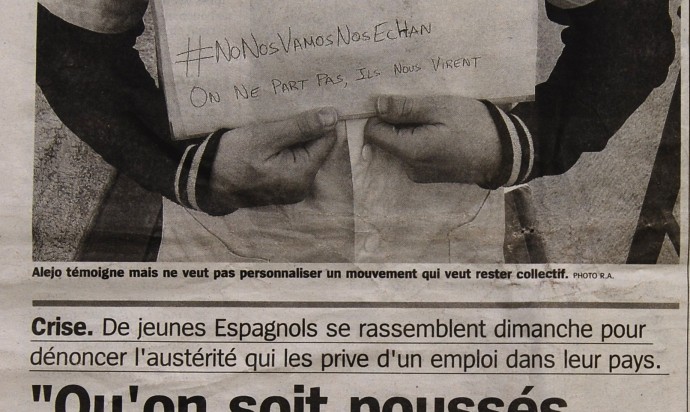 #NoNosVamosNosEchan
On Ne Part Pas, Ils Nous Virent
Alejo témoigne mais ne veut pas personnaliser un mouvement qui veut rester collectif. PHOTO R.A.
Crise. De jeunes Espagnols se rassemblent dimanche pour
dénoncer l'austérité qui les prive d'un emploi dans leur pays.
"Qu'on soit poussés